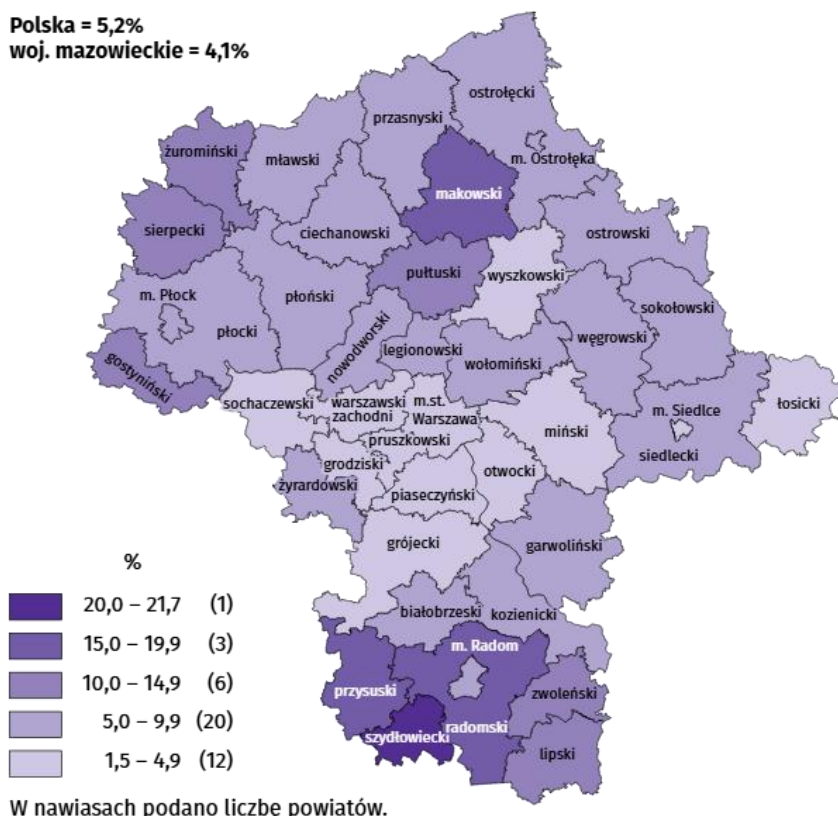 Polska = 5,2%
woj. mazowieckie = 4,1%
ostrołęcki
przasnyski
żuromiński
mławski
m. Ostrołęka
makowski
sierpecki
ciechanowski
ostrowski
pułtuski
wyszkowski
m. Płock
płoński
sokołowski
płocki
nowodworski
legionowski
węgrowski
wołomiński
gostyniński
sochaczewski
warszawski
zachodni
m.st.
Warszawa
m. Siedlce
łosicki
miński
pruszkowski
siedlecki
grodziski
otwocki
żyrardowski
piaseczyński
grójecki
garwoliński
białobrzeski
kozienicki
m. Radom
przysuski
zwoleński
radomski
szydłowiecki
lipski
%
20,0 – 21,7 (1)
15,0 – 19,9 (3)
10,0 – 14,9 (6)
5,0 – 9,9 (20)
1,5 – 4,9 (12)
W nawiasach podano liczbę powiatów.